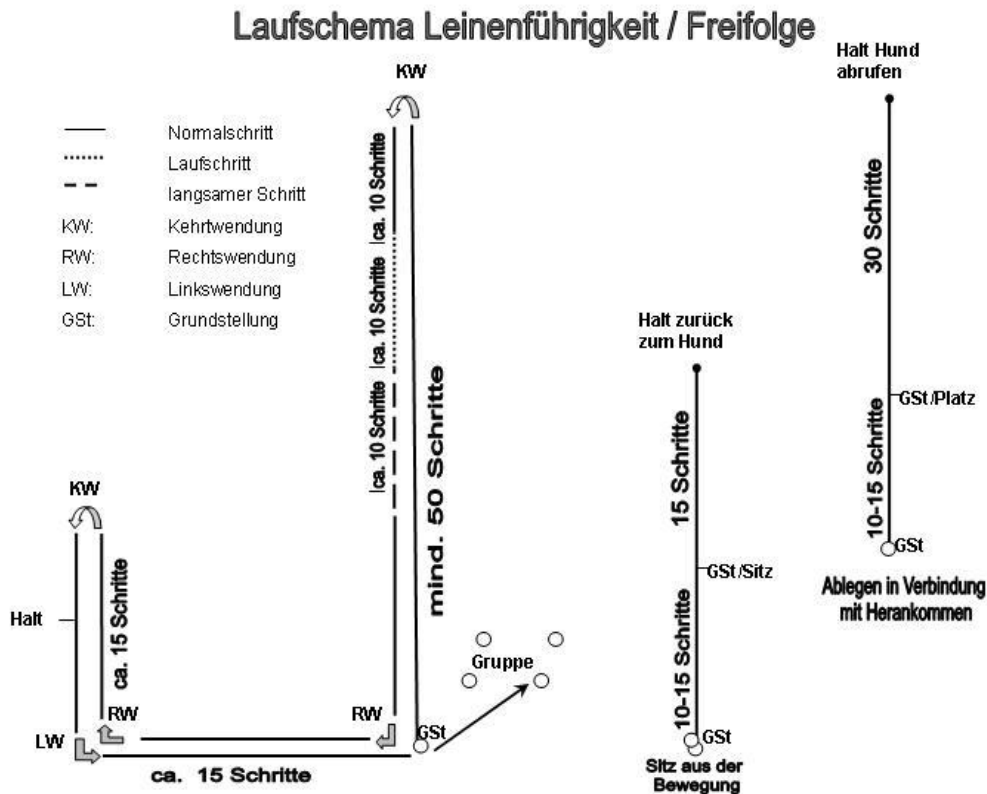 Laufschema Leinenführigkeit / Freifolge
Normalschritt
Laufschritt
langsamer Schritt
KW: Kehrtwendung
RW: Rechtswendung
LW: Linkswendung
GSt: Grundstellung
KW
ca. 10 Schritte
ca. 10 Schritte
ca. 10 Schritte
mind. 50 Schritte
KW
Halt
ca. 15 Schritte
RW
RW
LW
ca. 15 Schritte
GSt
Gruppe
Halt zurück
zum Hund
15 Schritte
GSt/Sitz
10-15 Schritte
GSt
Sitz aus der
Bewegung
Halt Hund
abrufen
30 Schritte
GSt/Platz
10-15 Schritte
GSt
Ablegen in Verbindung
mit Herankommen